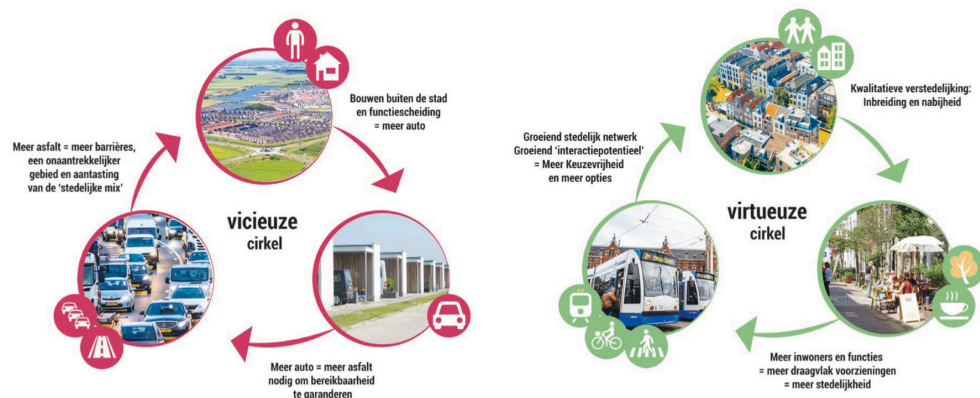 Bouwen buiten de stad
en functiescheiding
= meer auto
Meer asfalt = meer barrières,
een onaantrekkelijker
gebied en aantasting
van de ‘stedelijke mix’
vicieuze
cirkel
Meer auto = meer asfalt
nodig om bereikbaarheid
te garanderen
Kwalitatieve verstedelijking:
Inbreiding en nabijheid
Groeiend stedelijk netwerk
Groeiend ‘interactiepotentieel’
= Meer Keuzevrijheid
en meer opties
virtueuze
cirkel
Meer inwoners en functies
= meer draagvlak voorzieningen
= meer stedelijkheid